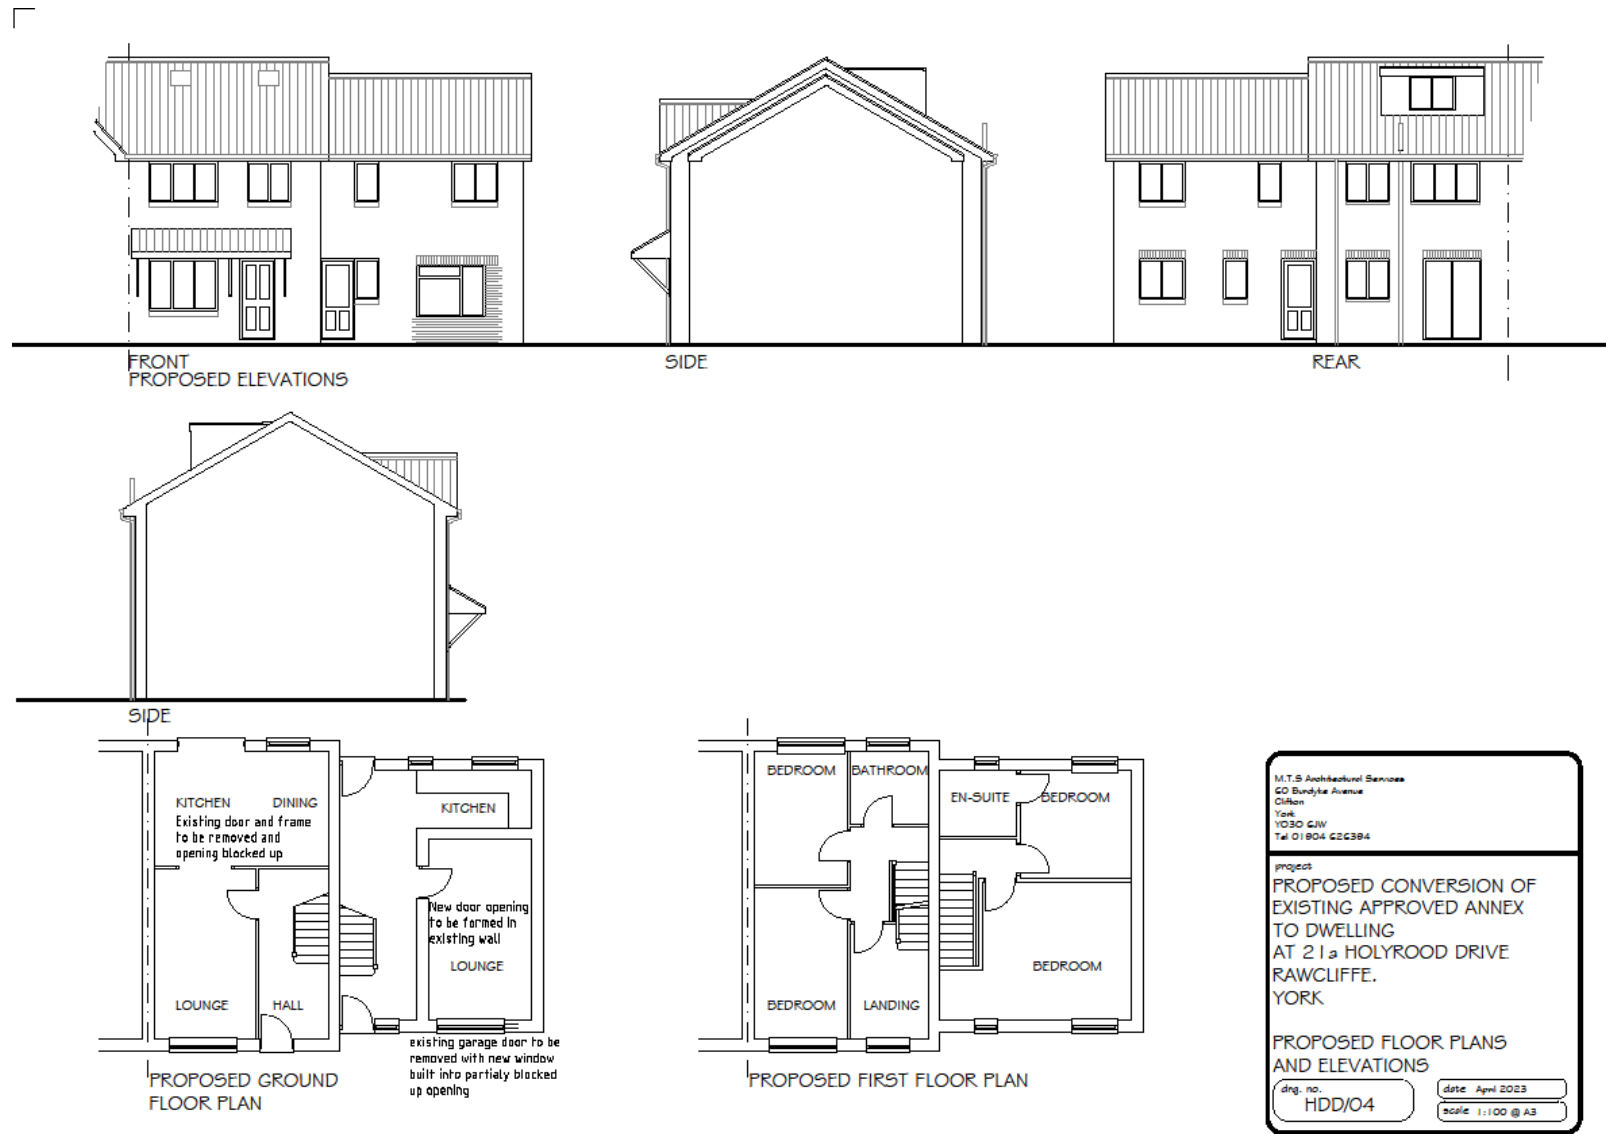 FRONT
PROPOSED ELEVATIONS
SIDE
REAR
SIDE
KITCHEN DINING
Existing door and frame
to be removed and
opening blocked up
LOUNGE
HALL
KITCHEN
New door opening
to be formed in
existing wall
LOUNGE
existing garage door to be
removed with new window
built into partialy blocked
up opening
PROPOSED GROUND
FLOOR PLAN
BEDROOM
BATHROOM
EN-SUITE
BEDROOM
BEDROOM
LANDING
BEDROOM
PROPOSED FIRST FLOOR PLAN
M.T.S Architectural Services
60 Burdyke Avenue
Clifton
York
YO30 6JW
Tel 01904 626384
project
PROPOSED CONVERSION OF
EXISTING APPROVED ANNEX
TO DWELLING
AT 21a HOLYROOD DRIVE
RAWCLIFFE.
YORK
PROPOSED FLOOR PLANS
AND ELEVATIONS
drg. no.
HDD/04
date April 2023
scale 1:100 @ A3